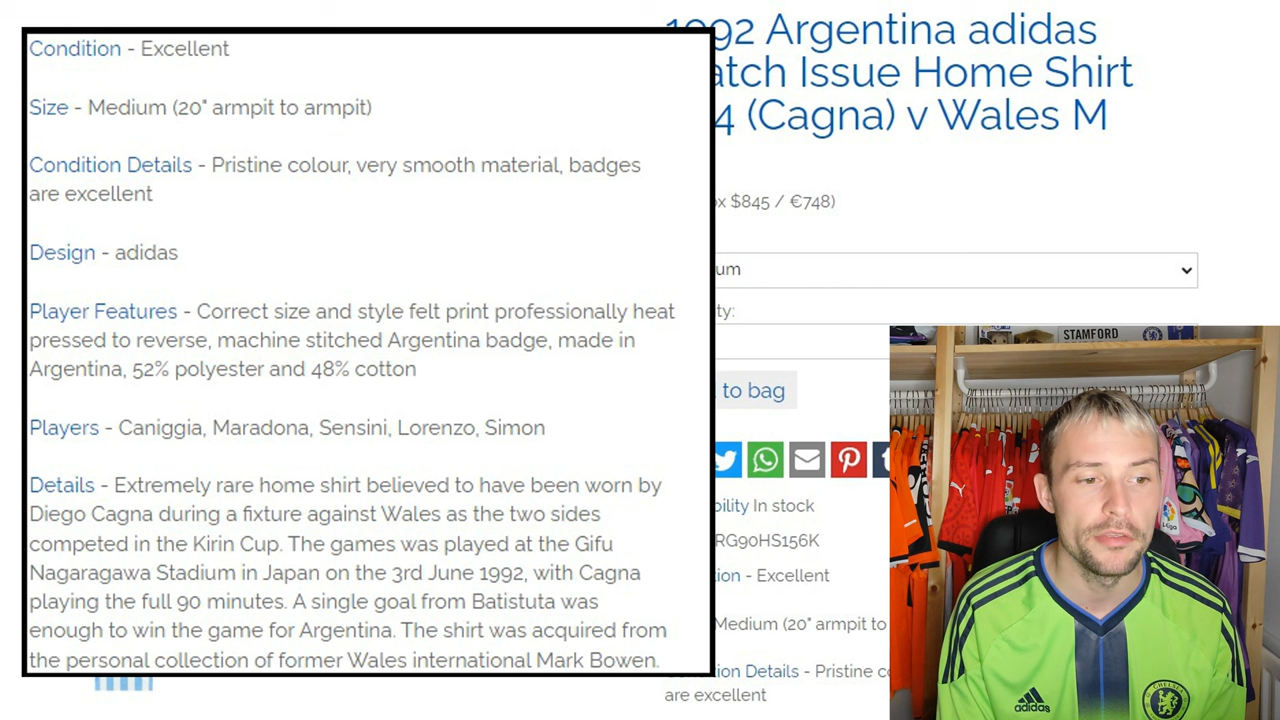 Condition - Excellent
Size - Medium (20" armpit to armpit)
Condition Details - Pristine colour, very smooth material, badges
are excellent
Design - adidas
Player Features - Correct size and style felt print professionally heat
pressed to reverse, machine stitched Argentina badge, made in
Argentina, 52% polyester and 48% cotton
Players - Caniggia, Maradona, Sensini, Lorenzo, Simon
Details - Extremely rare home shirt believed to have been worn by
Diego Cagna during a fixture against Wales as the two sides
competed in the Kirin Cup. The games was played at the Gifu
Nagaragawa Stadium in Japan on the 3rd June 1992, with Cagna
playing the full 90 minutes. A single goal from Batistuta was
enough to win the game for Argentina. The shirt was acquired from
the personal collection of former Wales international Mark Bowen.
1992 Argentina adidas
atch Issue Home Shirt
4 (Cagna) v Wales M
ox $845 / €748)
um
ty:
to bag
bility In stock
RG90HS156K
tion - Excellent
Medium (20" armpit to
ndition Details - Pristine co
are excellent
STAMFORD
LaLiga
adidas
CHELSEA